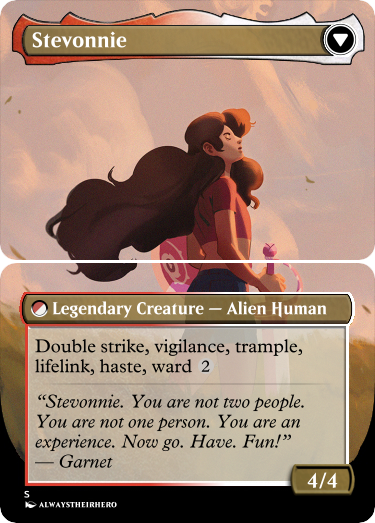 Stevonnie
Legendary Creature — Alien Human
Double strike, vigilance, trample,
lifelink, haste, ward 2
“Stevonnie. You are not two people.
You are not one person. You are an
experience. Now go. Have. Fun!”
— Garnet
4/4
S
ALWAYSTHEIRHERO